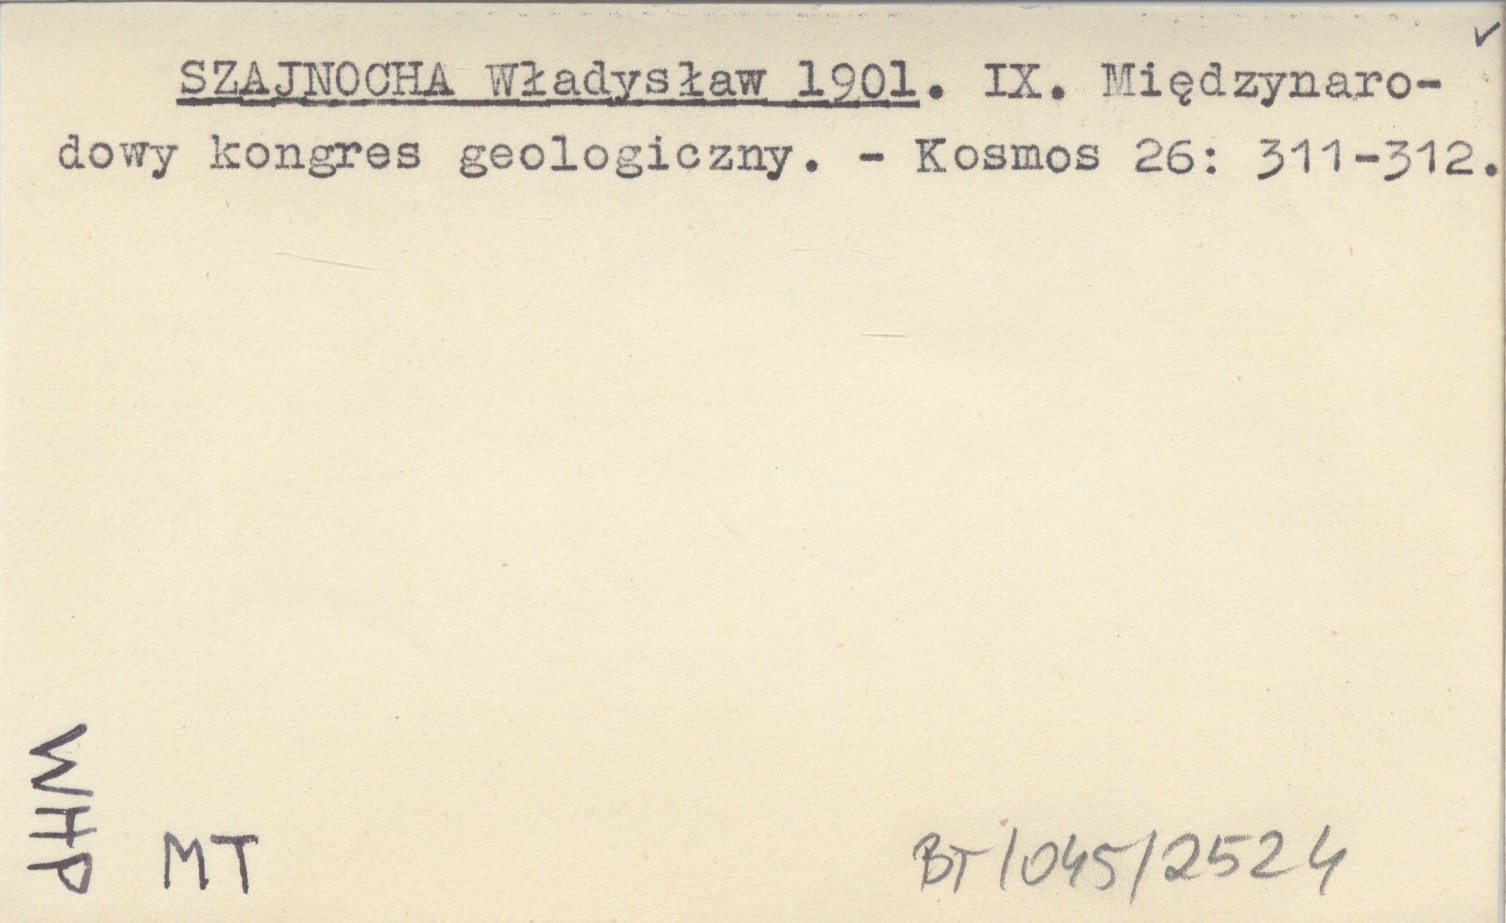 SZAJNOCHA Władysław 1901. IX. Międzynaro-
dowy kongres geologiczny. - Kosmos 26: 311-312.
WHP
MT
BT/045/2524